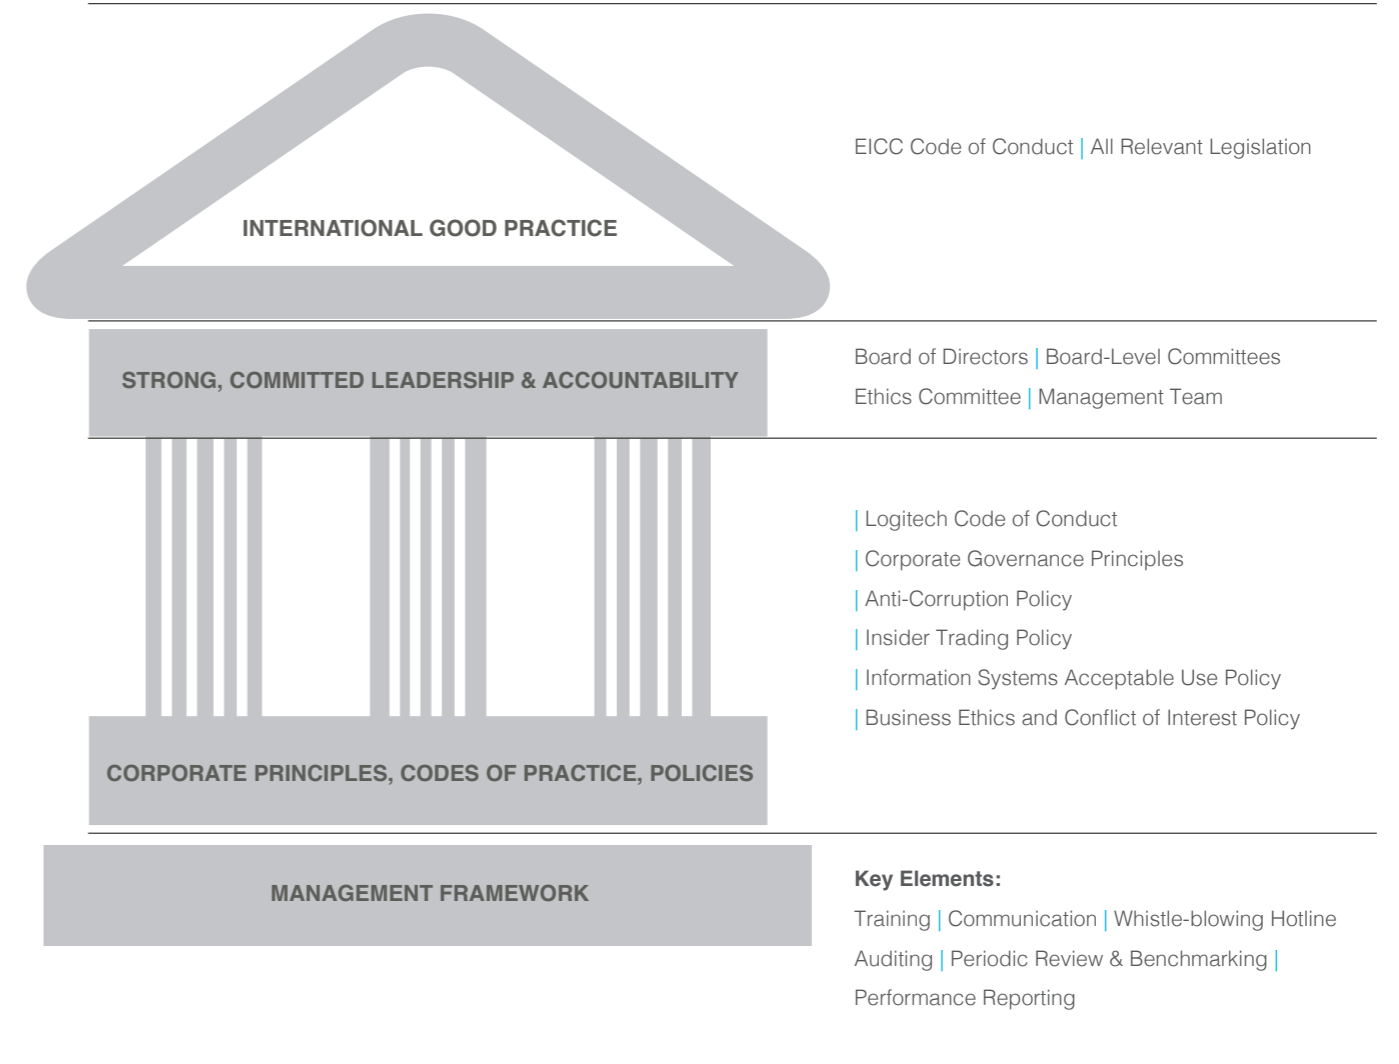 EICC Code of Conduct | All Relevant Legislation
INTERNATIONAL GOOD PRACTICE
STRONG, COMMITTED LEADERSHIP & ACCOUNTABILITY
Board of Directors | Board-Level Committees
Ethics Committee | Management Team
| Logitech Code of Conduct
| Corporate Governance Principles
| Anti-Corruption Policy
| Insider Trading Policy
| Information Systems Acceptable Use Policy
| Business Ethics and Conflict of Interest Policy
CORPORATE PRINCIPLES, CODES OF PRACTICE, POLICIES
MANAGEMENT FRAMEWORK
Key Elements:
Training | Communication | Whistle-blowing Hotline
Auditing | Periodic Review & Benchmarking |
Performance Reporting